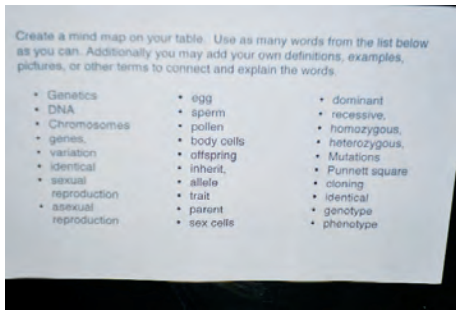 Create a mind map on your table. Use as many words from the list below
as you can. Additionally you may add your own definitions, examples,
pictures, or other terms to connect and explain the words.
• Genetics
• DNA
• Chromosomes
• genes,
• variation
• identical
• sexual
reproduction
• asexual
reproduction
• egg
• sperm
• pollen
• body cells
• offspring
• inherit,
• allele
• trait
• parent
• sex cells
• dominant
• recessive,
• homozygous,
• heterozygous,
• Mutations
• Punnett square
• cloning
• identical
• genotype
• phenotype